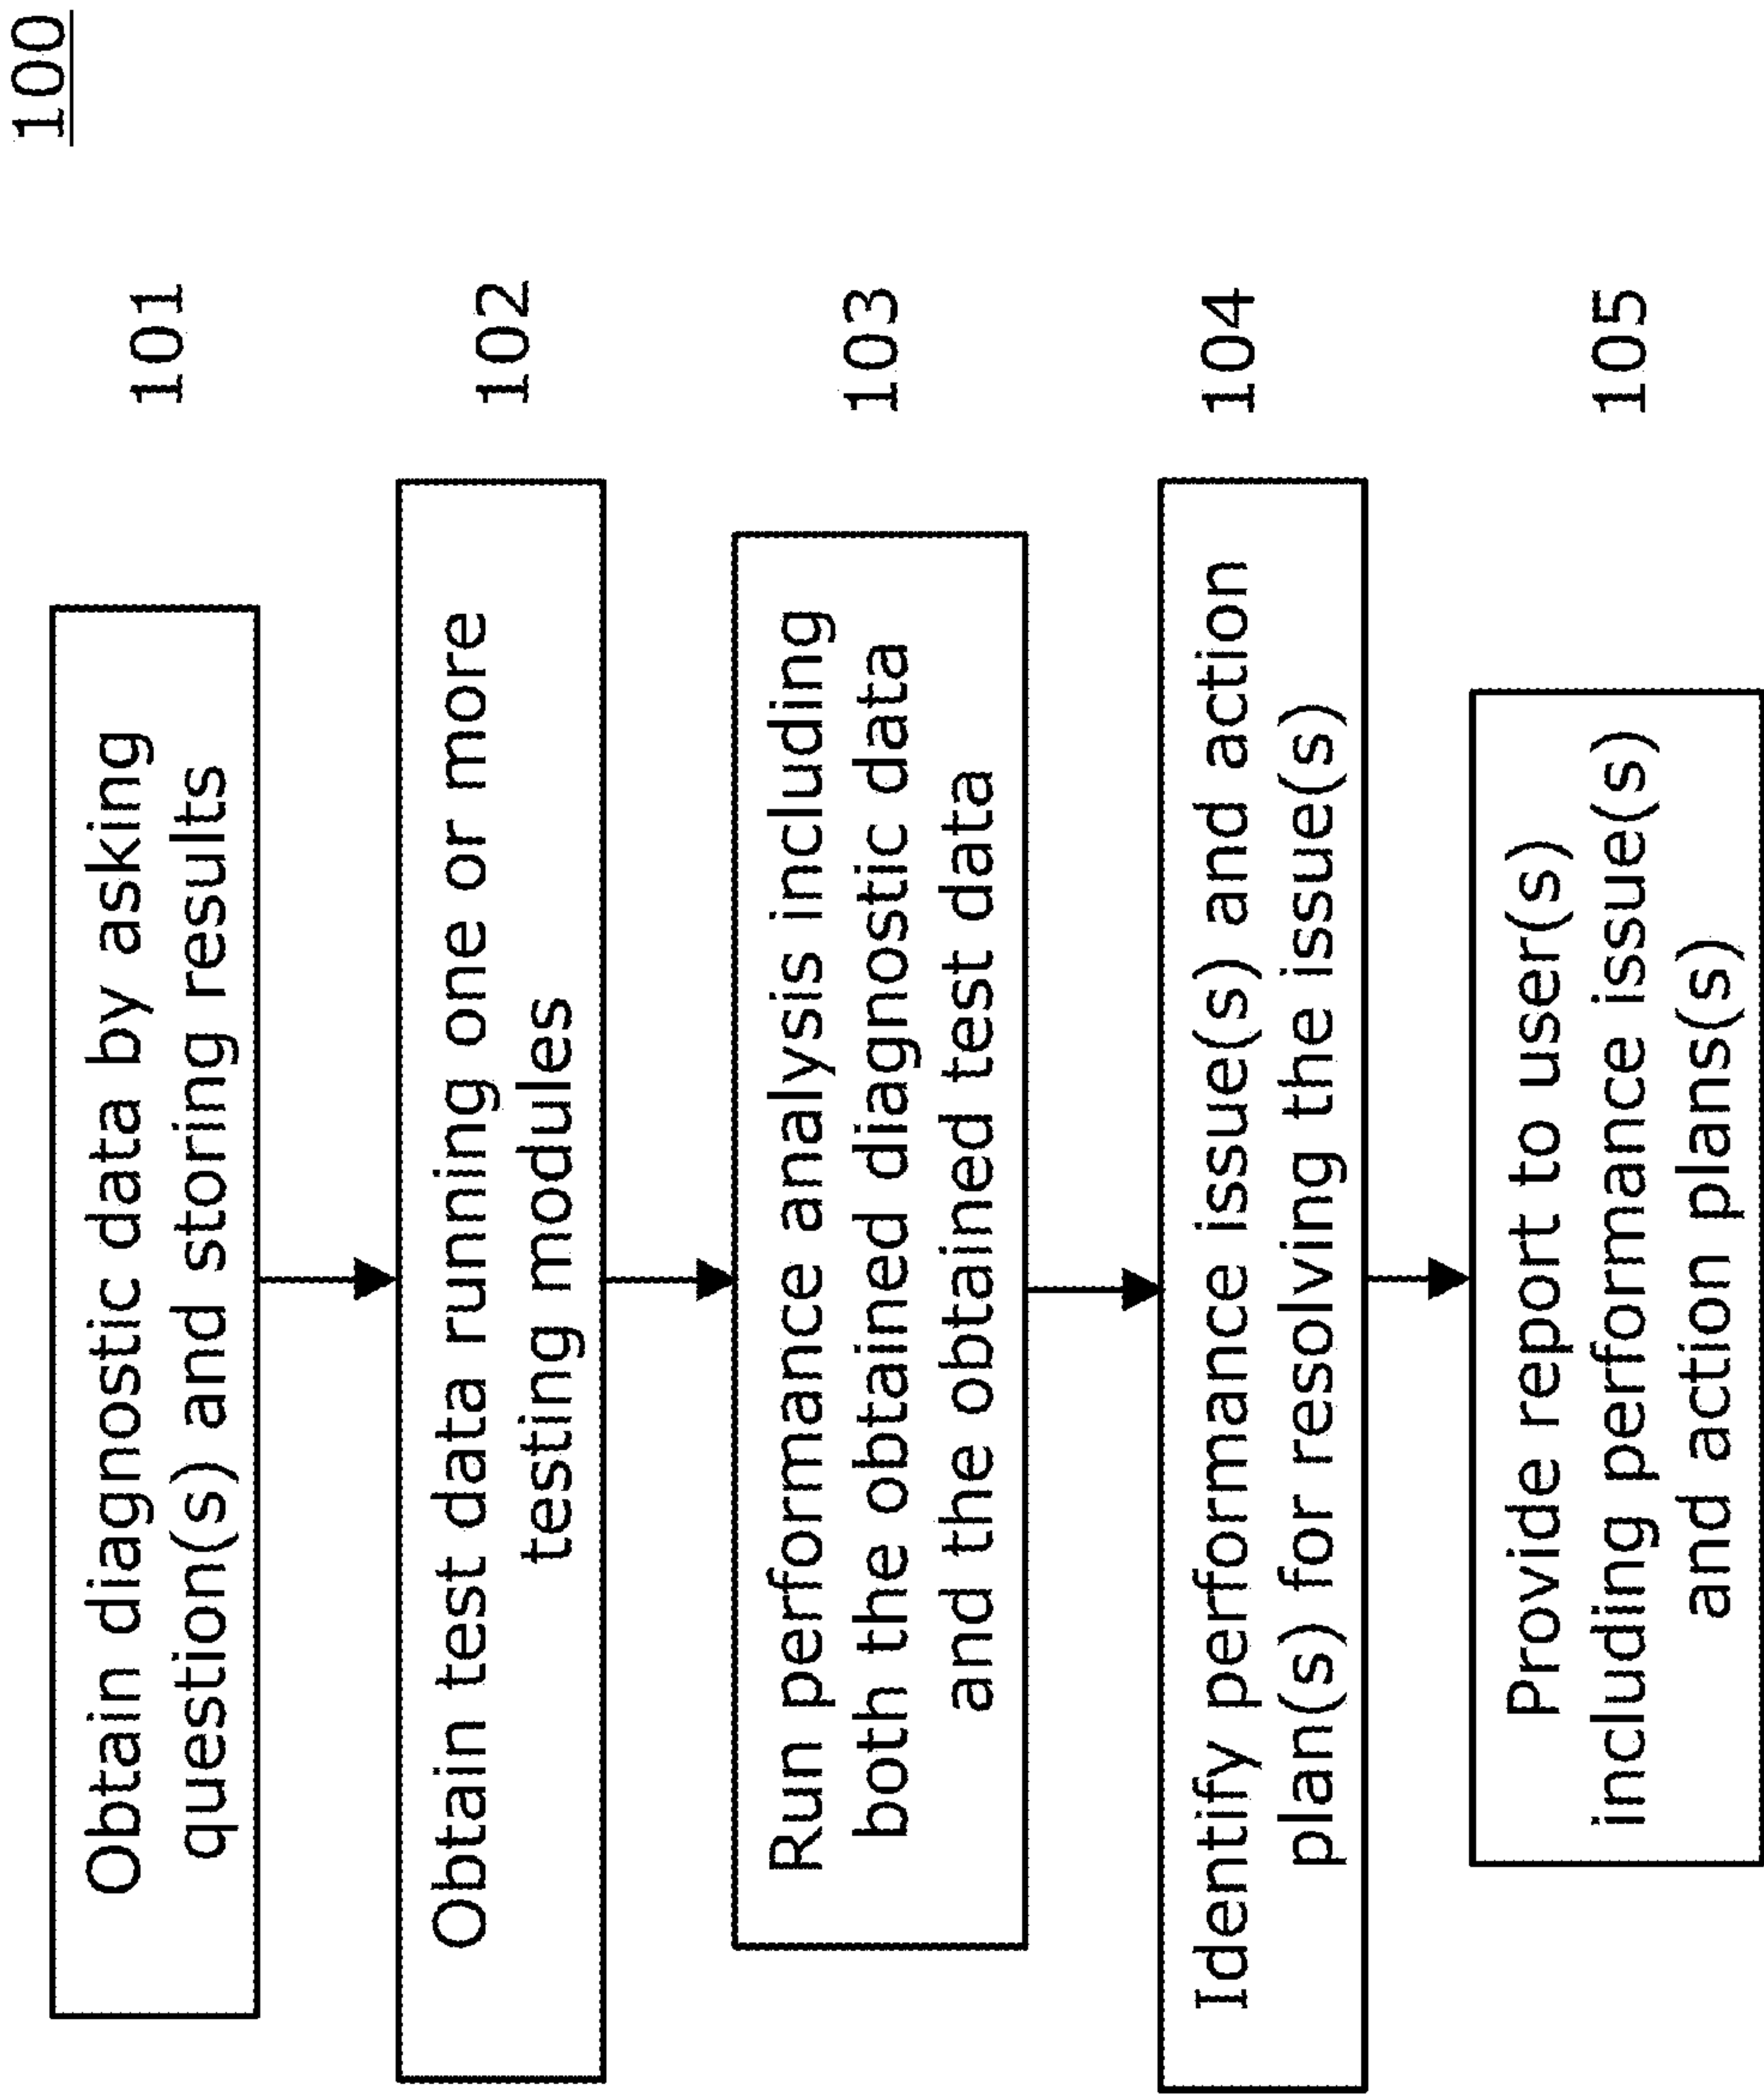 100
Obtain diagnostic data by asking
question(s) and storing results
101
Obtain test data running one or more
testing modules
102
Run performance analysis including
both the obtained diagnostic data
and the obtained test data
103
Identify performance issue(s) and action
plan(s) for resolving the issue(s)
104
Provide report to user(s)
including performance issue(s)
and action plans(s)
105